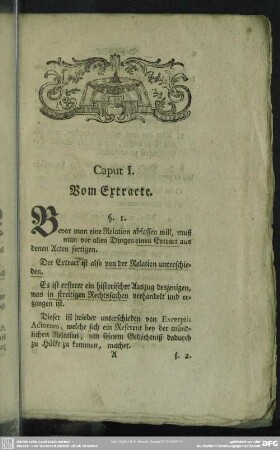 Caput I.
Vom Extracte.
§. 1.
Bevor man eine Relation abfassen will, muß
man vor allen Dingen einen Extract aus
denen Acten fertigen.
Der Extract ist also von der Relation unterschie-
den.
Es ist ersterer ein historischer Auszug desjenigen,
was in streitigen Rechtssachen verhandelt und er-
gangen ist.
Dieser ist wieder unterschieden von Excerptis
Actorum, welche sich ein Referent bey der münd-
lichen Relation, um seinem Gedächtniß dadurch
zu Hülfe zu kommen, machet.
A §. 2.
DFG